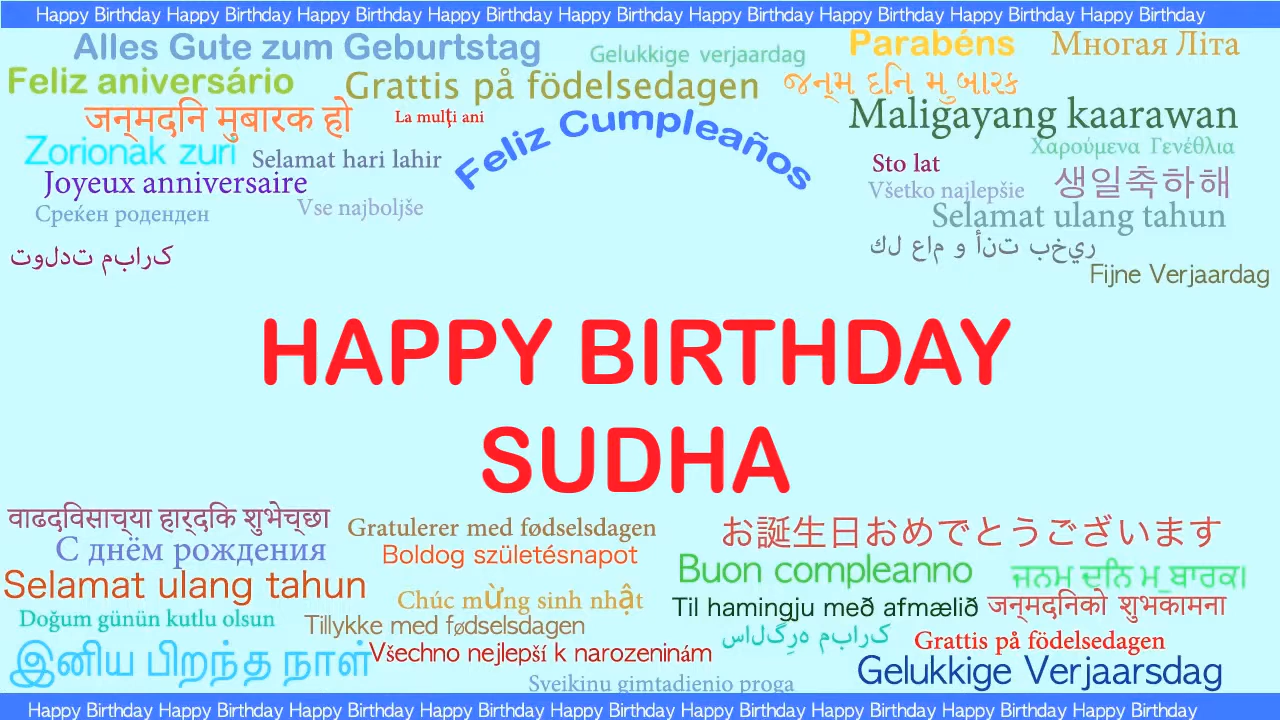 Happy Birthday Happy Birthday Happy Birthday Happy Birthday Happy Birthday Happy Birthday Happy Birthday Happy Birthday Happy Birthday
Alles Gute zum Geburtstag
Gelukkige verjaardag
Parabéns
Многая Літа
Feliz aniversário
Grattis på födelsedagen
જન્મ દનિ મુ બારક
जन्मदनि मुबारक हो
La mulţi ani
Feliz Cumpleaños
Maligayang kaarawan
Zorionak zuri
Selamat hari lahir
Χαρούμενα Γενέθλια
Sto lat
Joyeux anniversaire
Všetko najlepšie
생일축하해
Среќен роденден
Vse najboljše
Selamat ulang tahun
تولدت مبارک
كل عام و أنت بخير
Fijne Verjaardag
HAPPY BIRTHDAY
SUDHA
वाढदविसाच्या हार्दकि शुभेच्छा
Gratulerer med fødselsdagen
お誕生日おめでとうございます
С днём рождения
Boldog születésnapot
Buon compleanno
ਜਨਮ ਦਨਿ ਮੁਬਾਰਕ।
Selamat ulang tahun
Chúc mừng sinh nhật
Til hamingju með afmælið
जन्मदनिको शुभकामना
Doğum günün kutlu olsun
Tillykke med fødselsdagen
سالگرہ مبارک
Grattis på födelsedagen
இனிய பிறந்த நாள்
Všechno nejlepší k narozeninám
Gelukkige Verjaarsdag
Sveikinu gimtadienio proga
Happy Birthday Happy Birthday Happy Birthday Happy Birthday Happy Birthday Happy Birthday Happy Birthday Happy Birthday Happy Birthday